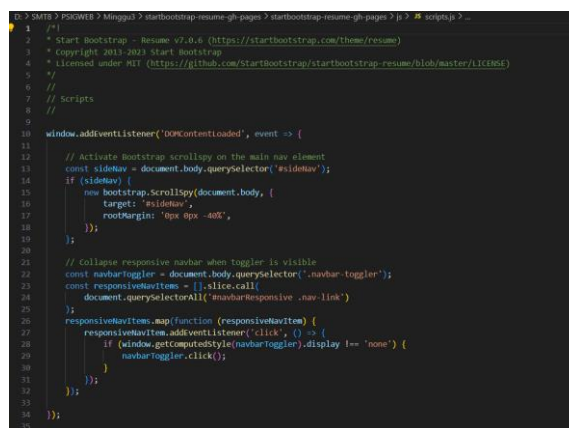 D: > SMT8 > PSIGWEB > Minggu3 > startbootstrap-resume-gh-pages > startbootstrap-resume-gh-pages > js > JS scripts.js > ...
1 /*!
2 * Start Bootstrap - Resume v7.0.6 (https://startbootstrap.com/theme/resume)
3 * Copyright 2013-2023 Start Bootstrap
4 * Licensed under MIT (https://github.com/StartBootstrap/startbootstrap-resume/blob/master/LICENSE)
5 */
6 //
7 // Scripts
8 //
9
10 window.addEventListener('DOMContentLoaded', event => {
11
12 // Activate Bootstrap scrollspy on the main nav element
13 const sideNav = document.body.querySelector('#sideNav');
14 if (sideNav) {
15 new bootstrap.ScrollSpy(document.body, {
16 target: '#sideNav',
17 rootMargin: '0px 0px -40%',
18 });
19 };
20
21 // Collapse responsive navbar when toggler is visible
22 const navbarToggler = document.body.querySelector('.navbar-toggler');
23 const responsiveNavItems = [].slice.call(
24 document.querySelectorAll('#navbarResponsive .nav-link')
25 );
26 responsiveNavItems.map(function (responsiveNavItem) {
27 responsiveNavItem.addEventListener('click', () => {
28 if (window.getComputedStyle(navbarToggler).display !== 'none') {
29 navbarToggler.click();
30 }
31 });
32 });
33
34 });
35